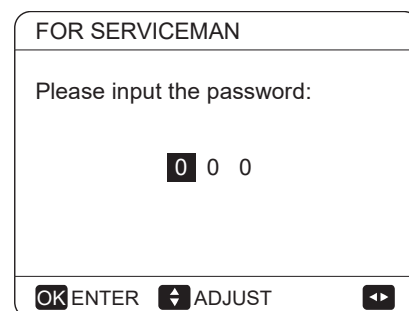 FOR SERVICEMAN
Please input the password:
0 0 0
OK ENTER ADJUST